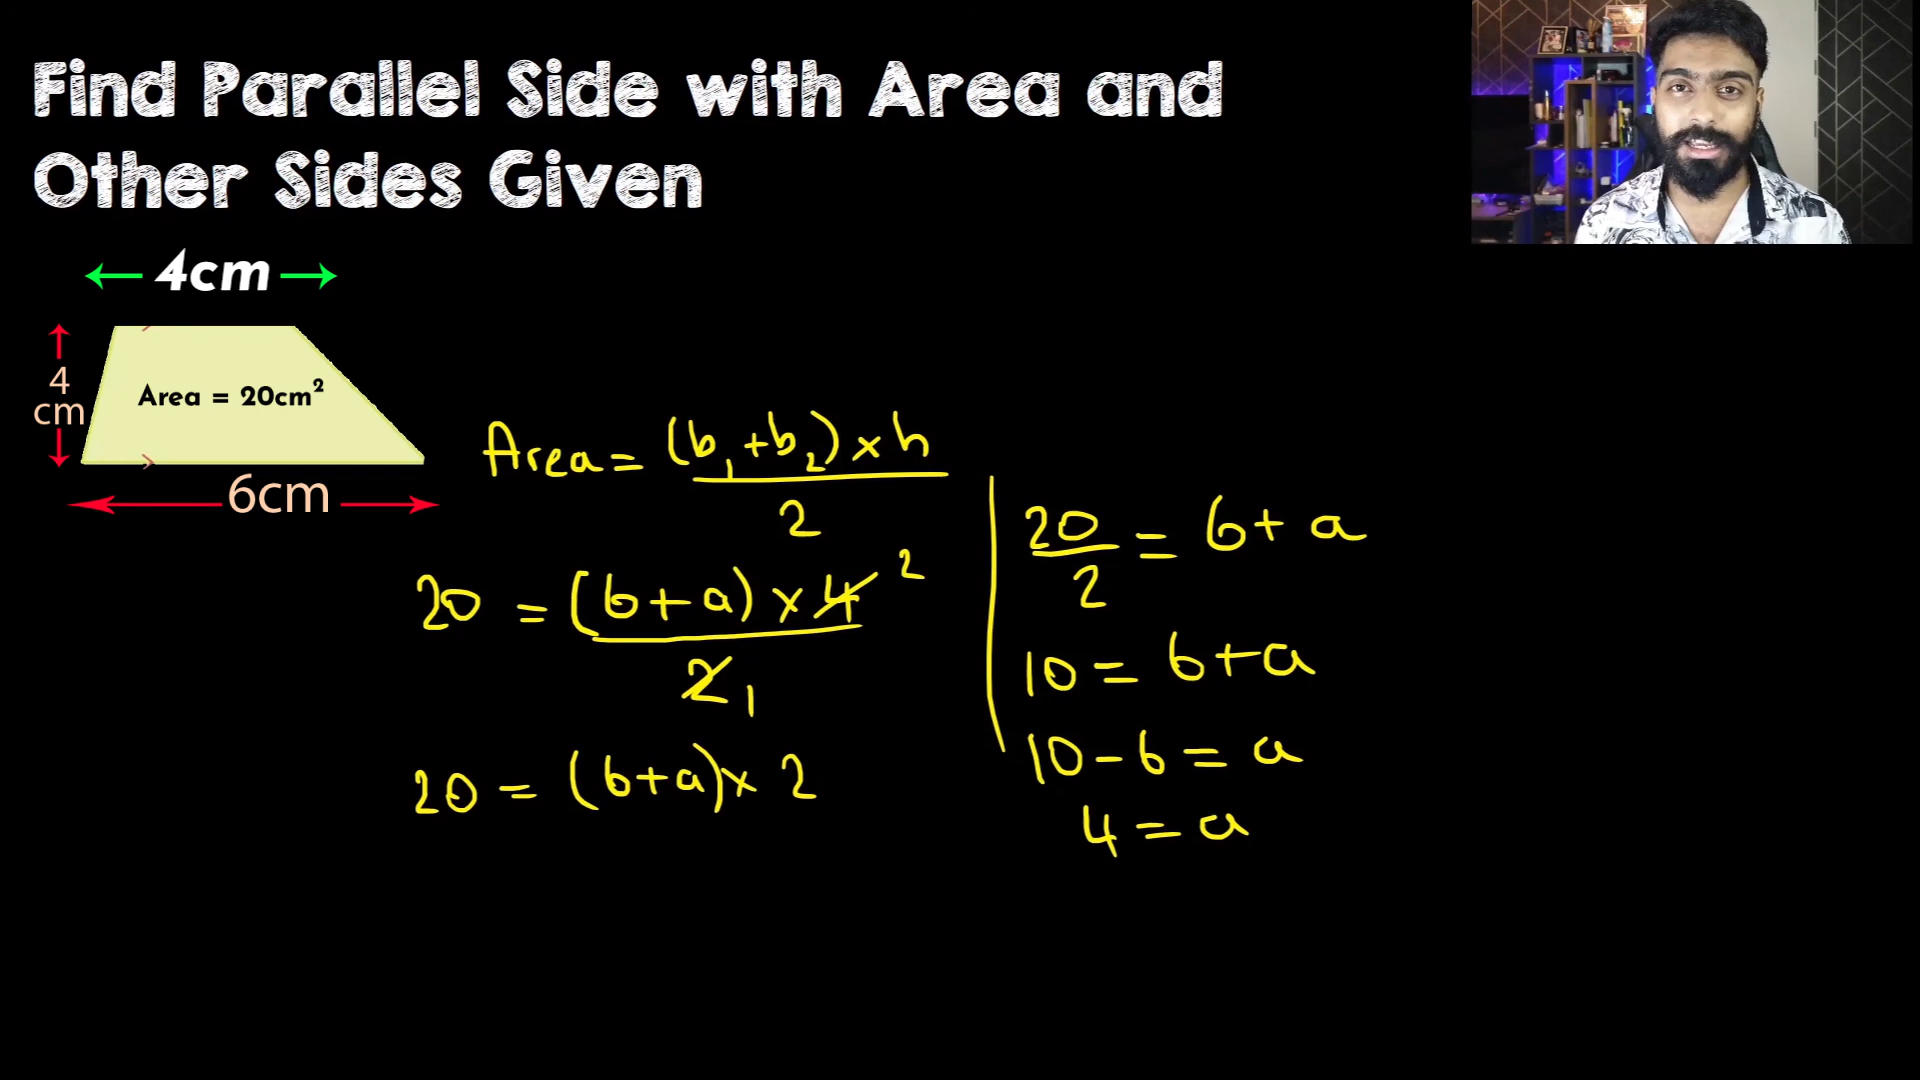 Find Parallel Side with Area and
Other Sides Given
4cm
4
cm
Area = 20cm²
6cm
Area = (b₁+b₂)×h
2
20 = (6+a)×4 2
2 1
20 = (6+a)×2
20 = 6+a
2
10 = 6+a
10-6 = a
4 = a